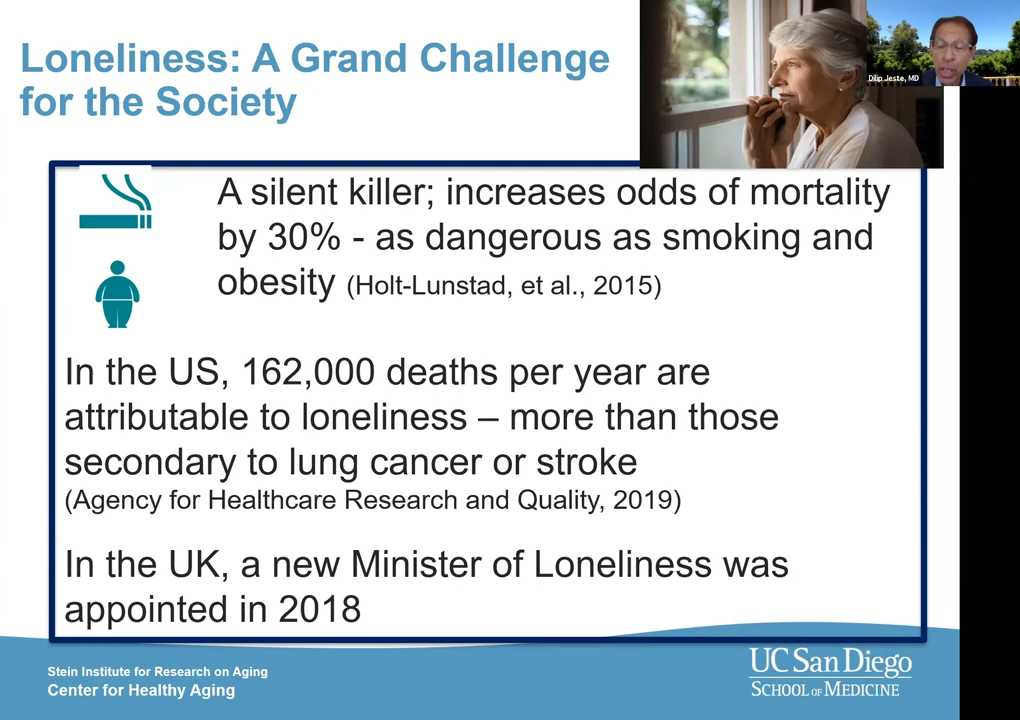 Loneliness: A Grand Challenge
for the Society
Dilip Jeste, MD
A silent killer; increases odds of mortality
by 30% - as dangerous as smoking and
obesity (Holt-Lunstad, et al., 2015)
In the US, 162,000 deaths per year are
attributable to loneliness – more than those
secondary to lung cancer or stroke
(Agency for Healthcare Research and Quality, 2019)
In the UK, a new Minister of Loneliness was
appointed in 2018
Stein Institute for Research on Aging
Center for Healthy Aging
UC San Diego
SCHOOL OF MEDICINE